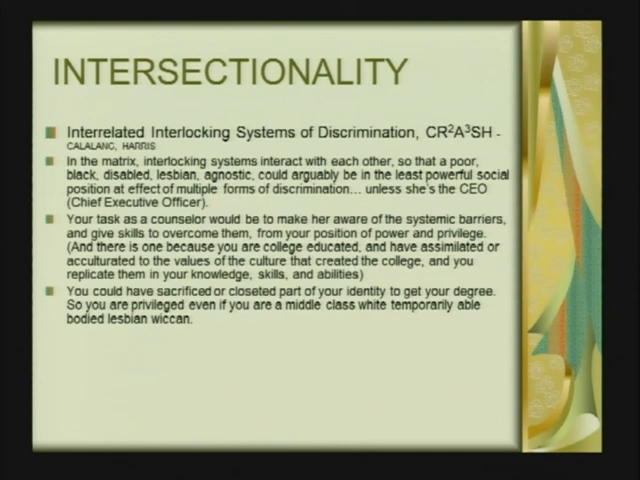 INTERSECTIONALITY
Interrelated Interlocking Systems of Discrimination, CR²A³SH -
CALALANG, HARRIS
In the matrix, interlocking systems interact with each other, so that a poor,
black, disabled, lesbian, agnostic, could arguably be in the least powerful social
position at effect of multiple forms of discrimination… unless she's the CEO
(Chief Executive Officer).
Your task as a counselor would be to make her aware of the systemic barriers,
and give skills to overcome them, from your position of power and privilege.
(And there is one because you are college educated, and have assimilated or
acculturated to the values of the culture that created the college, and you
replicate them in your knowledge, skills, and abilities)
You could have sacrificed or closeted part of your identity to get your degree.
So you are privileged even if you are a middle class white temporarily able
bodied lesbian wiccan.